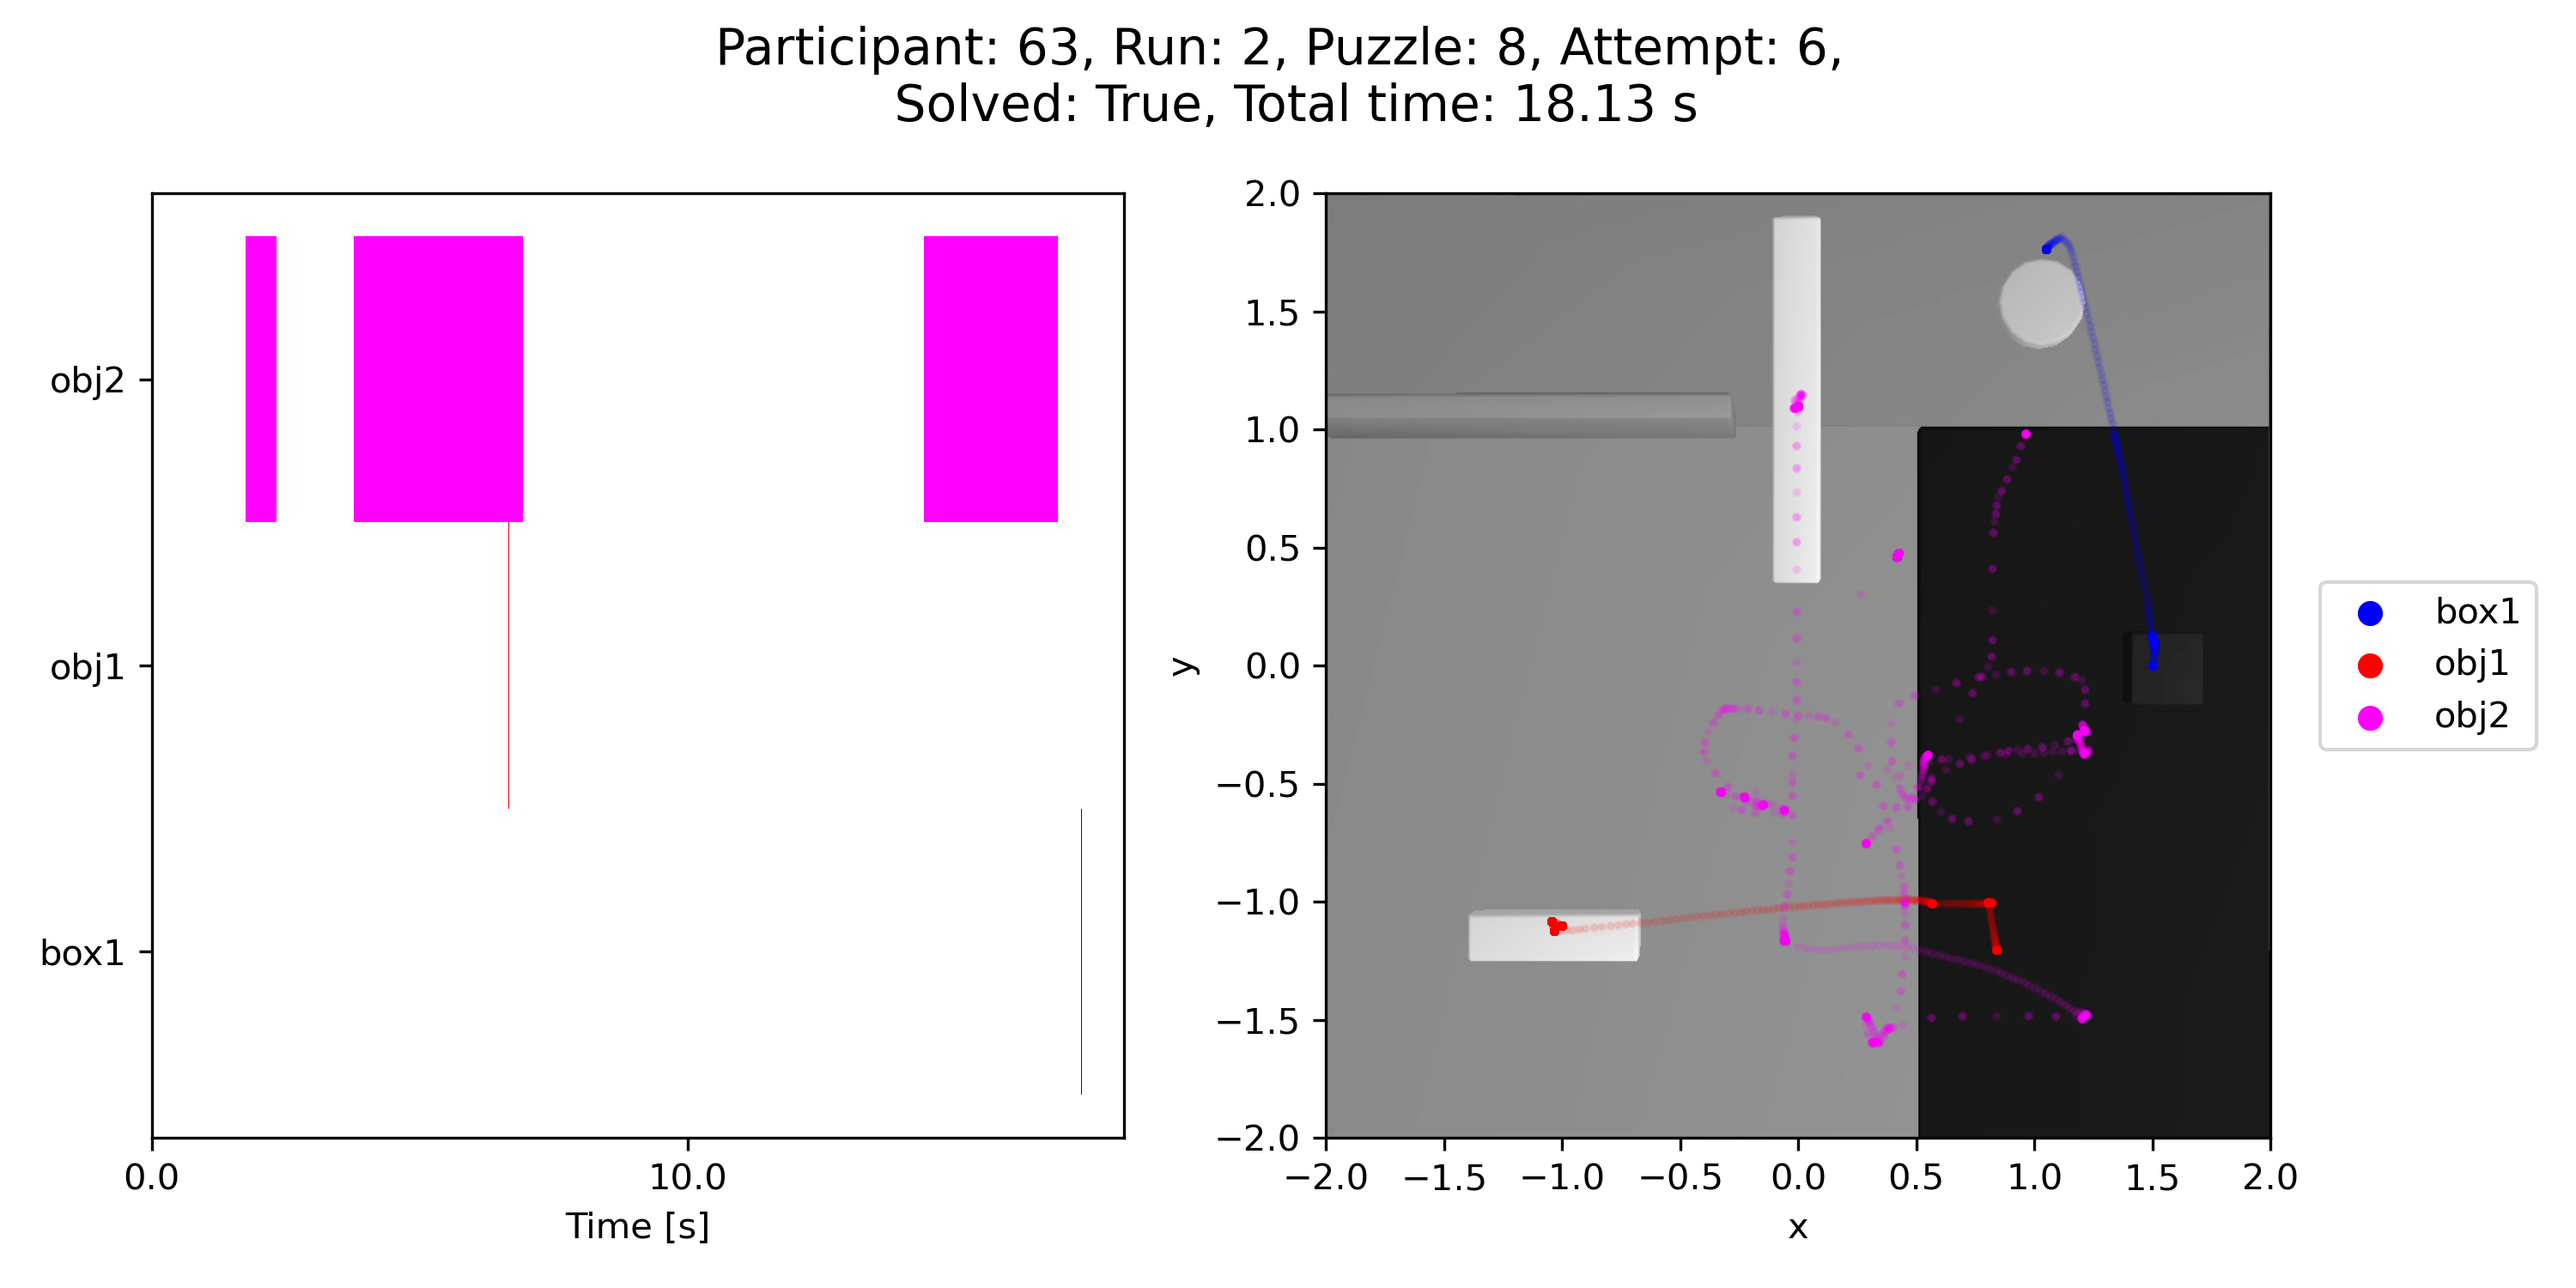 Participant: 63, Run: 2, Puzzle: 8, Attempt: 6,
Solved: True, Total time: 18.13 s
obj2
obj1
box1
0.0
10.0
Time [s]
2.0
1.5
1.0
0.5
0.0
−0.5
−1.0
−1.5
−2.0
y
−2.0
−1.5
−1.0
−0.5
0.0
0.5
1.0
1.5
2.0
x
box1
obj1
obj2